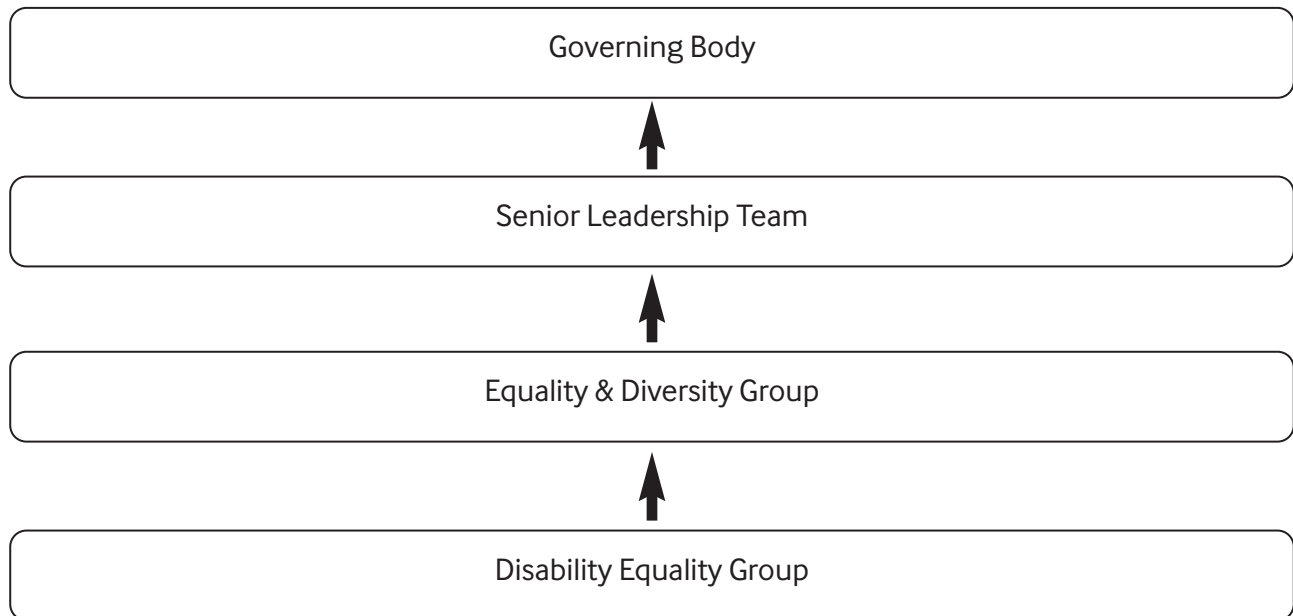 Governing Body
Senior Leadership Team
Equality & Diversity Group
Disability Equality Group